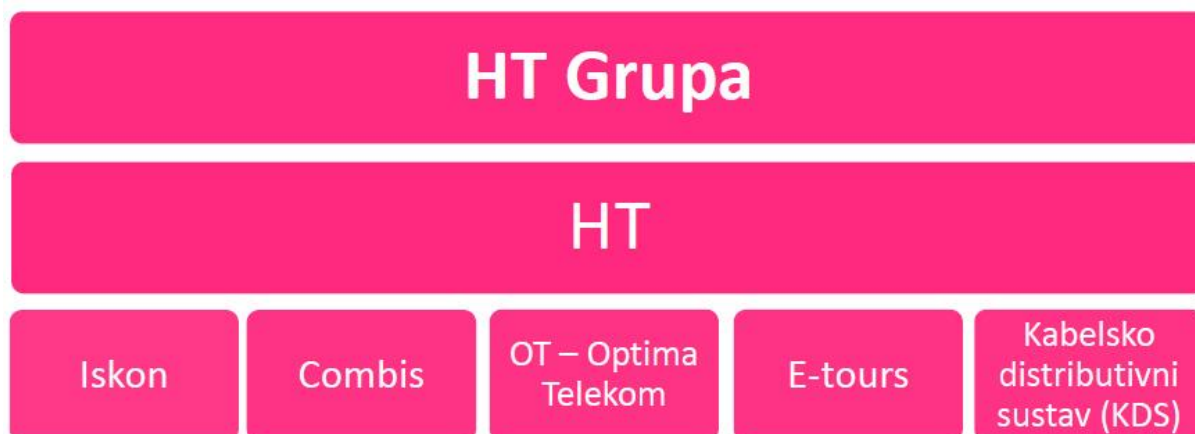 HT Grupa
HT
Iskon
Combis
OT – Optima
Telekom
E-tours
Kabelsko
distributivni
sustav (KDS)